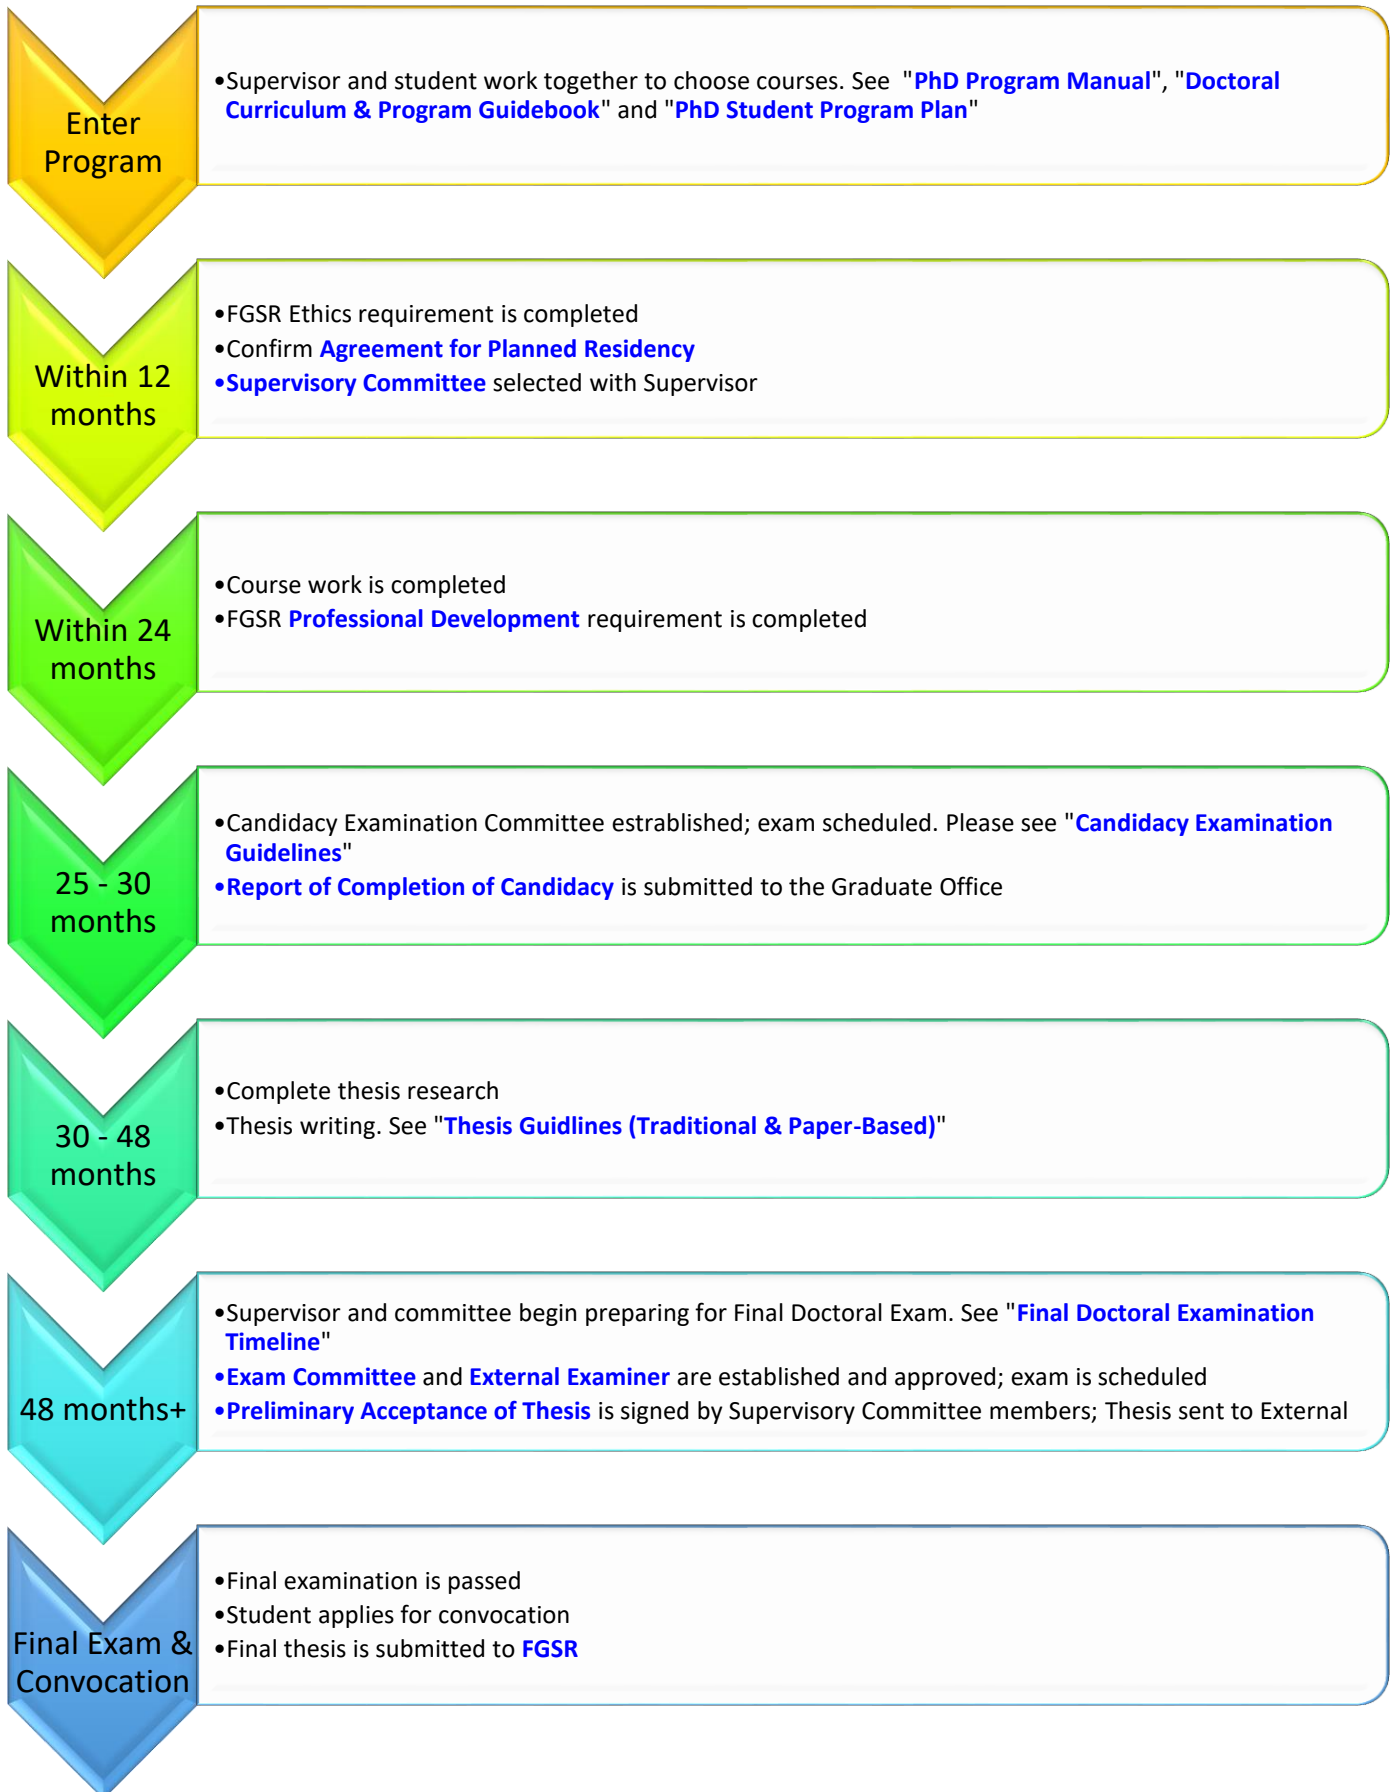 Enter
Program
•Supervisor and student work together to choose courses. See  "PhD Program Manual", "Doctoral
Curriculum & Program Guidebook" and "PhD Student Program Plan"
Within 12
months
•FGSR Ethics requirement is completed
•Confirm Agreement for Planned Residency
•Supervisory Committee selected with Supervisor
Within 24
months
•Course work is completed
•FGSR Professional Development requirement is completed
25 - 30
months
•Candidacy Examination Committee estrablished; exam scheduled. Please see "Candidacy Examination
Guidelines"
•Report of Completion of Candidacy is submitted to the Graduate Office
30 - 48
months
•Complete thesis research
•Thesis writing. See "Thesis Guidlines (Traditional & Paper-Based)"
48 months+
•Supervisor and committee begin preparing for Final Doctoral Exam. See "Final Doctoral Examination
Timeline"
•Exam Committee and External Examiner are established and approved; exam is scheduled
•Preliminary Acceptance of Thesis is signed by Supervisory Committee members; Thesis sent to External
Final Exam &
Convocation
•Final examination is passed
•Student applies for convocation
•Final thesis is submitted to FGSR